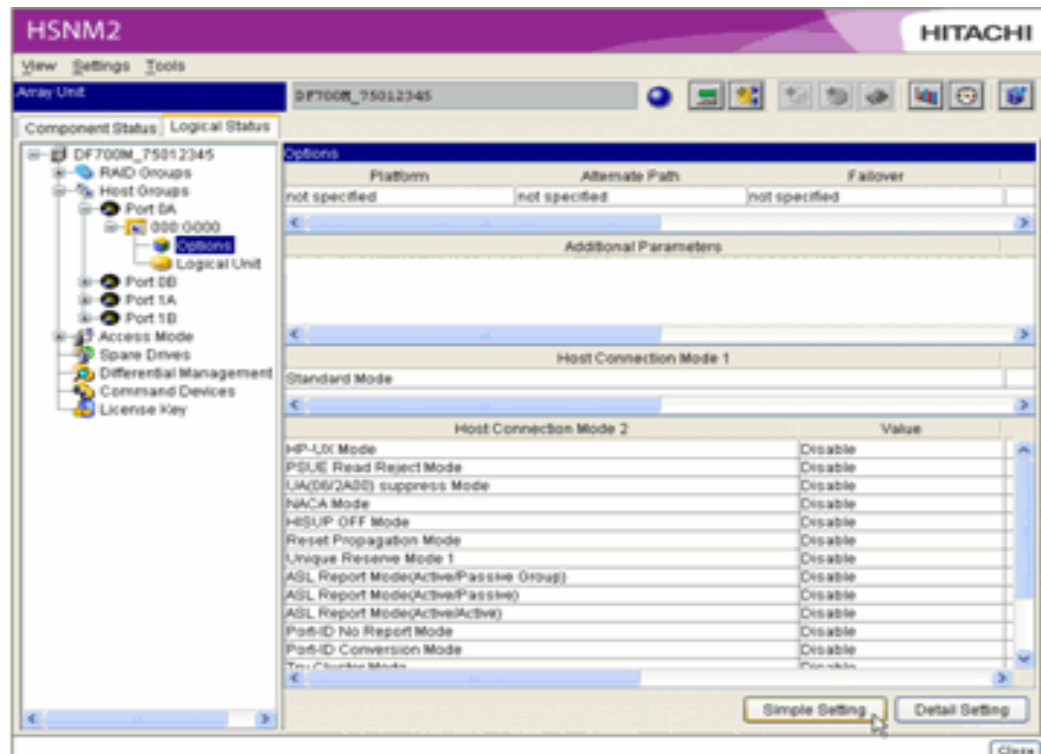 HSNM2
HITACHI
View Settings Tools
Array Unit
DF700M_75012345
Component Status Logical Status
DF700M_75012345
RAID Groups
Host Groups
Port 0A
000:G000
Options
Logical Unit
Port 0B
Port 1A
Port 1B
Access Mode
Spare Drives
Differential Management
Command Devices
License Key
Options
Platform Alternate Path Failover
not specified not specified not specified
Additional Parameters
Host Connection Mode 1
Standard Mode
Host Connection Mode 2 Value
HP-UX Mode Disable
PSUE Read Reject Mode Disable
UA(06/2A00) suppress Mode Disable
NACA Mode Disable
HISUP OFF Mode Disable
Reset Propagation Mode Disable
Unique Reserve Mode 1 Disable
ASL Report Mode(Active/Passive Group) Disable
ASL Report Mode(Active/Passive) Disable
ASL Report Mode(Active/Active) Disable
Port-ID No Report Mode Disable
Port-ID Conversion Mode Disable
Tru Cluster Mode Disable
Simple Setting Detail Setting
Close